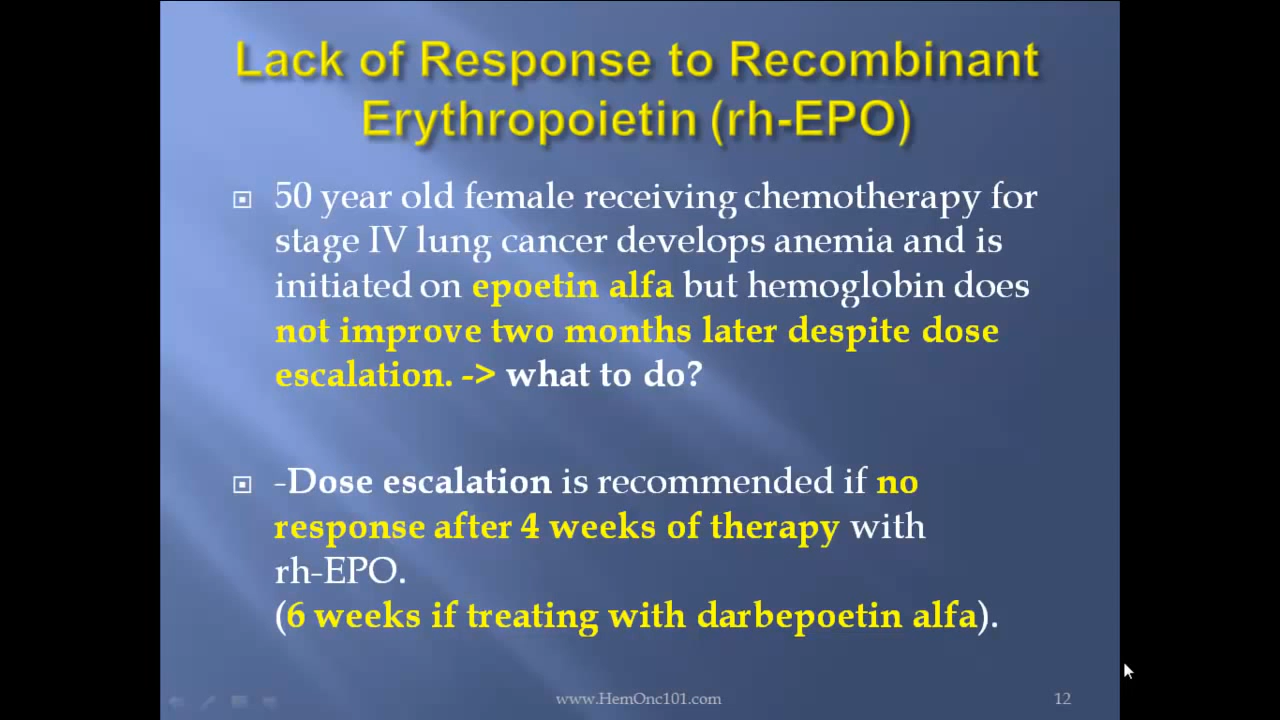 Lack of Response to Recombinant
Erythropoietin (rh-EPO)
50 year old female receiving chemotherapy for
stage IV lung cancer develops anemia and is
initiated on epoetin alfa but hemoglobin does
not improve two months later despite dose
escalation. -> what to do?
-Dose escalation is recommended if no
response after 4 weeks of therapy with
rh-EPO.
(6 weeks if treating with darbepoetin alfa).
www.HemOnc101.com
12